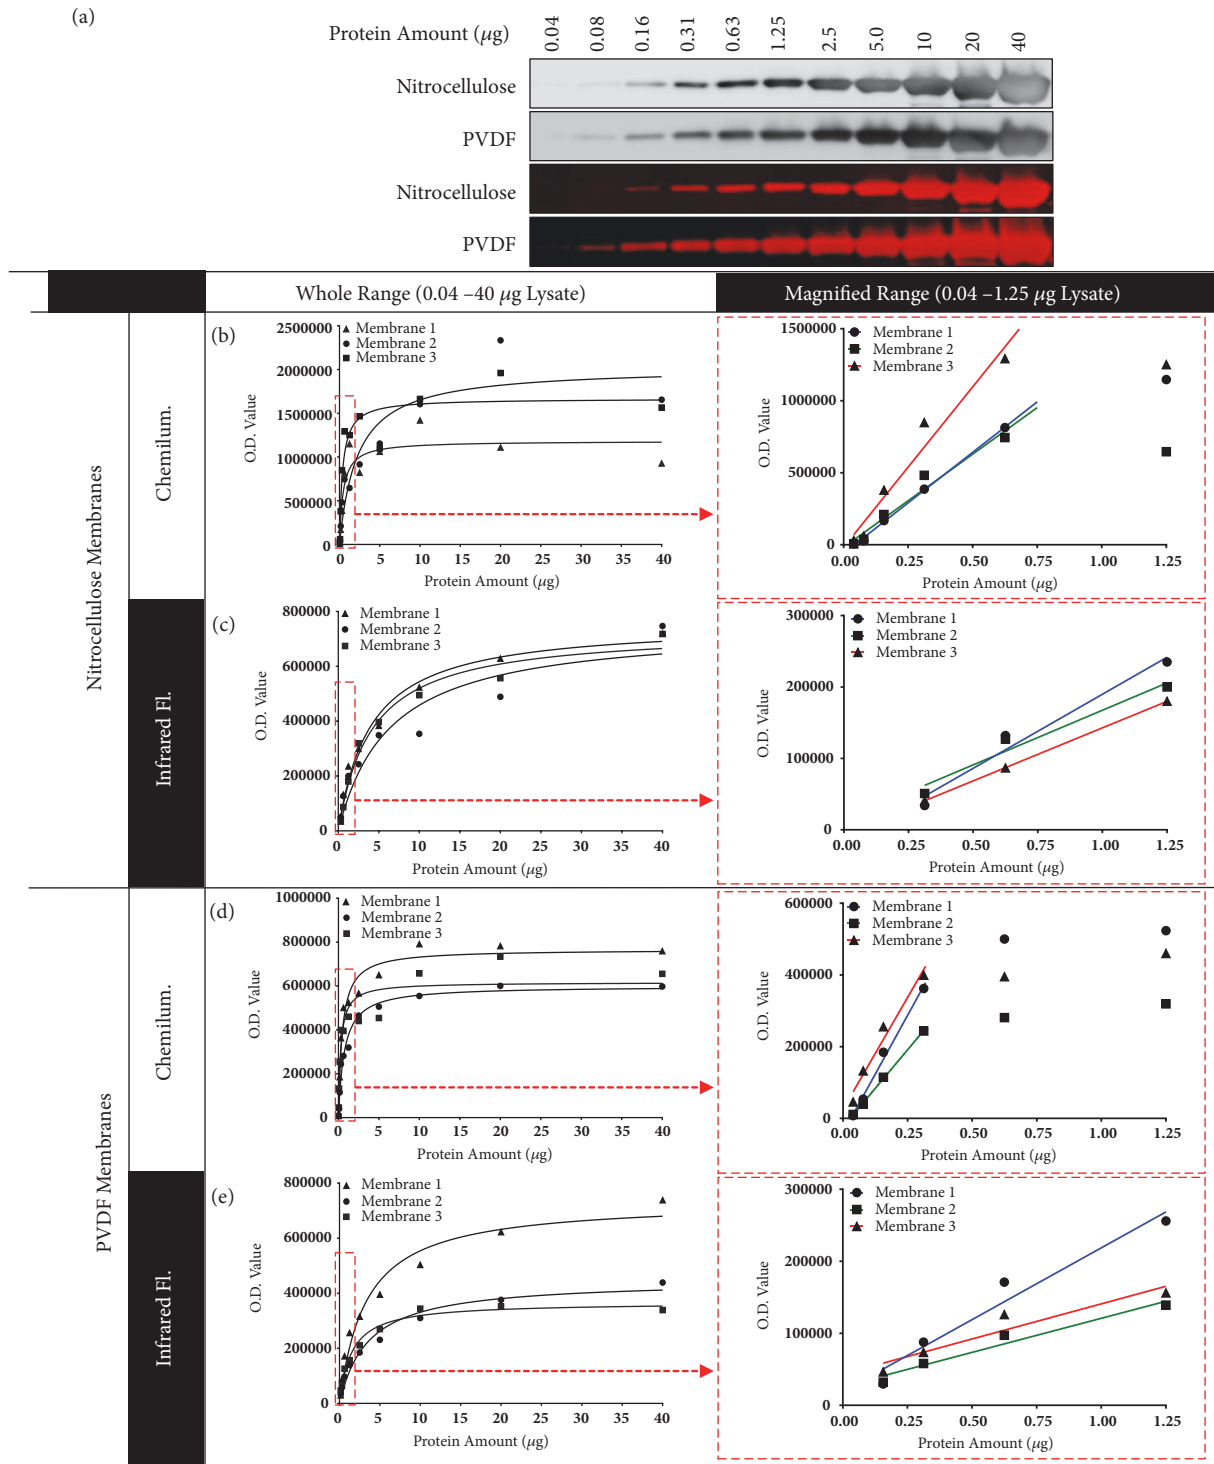 (a)
Protein Amount (μg) 0.04 0.08 0.16 0.31 0.63 1.25 2.5 5.0 10 20 40
Nitrocellulose
PVDF
Nitrocellulose
PVDF
Whole Range (0.04 –40 μg Lysate)
Magnified Range (0.04 –1.25 μg Lysate)
Nitrocellulose Membranes
Chemilum.
(b)
Membrane 1
Membrane 2
Membrane 3
O.D. Value
2500000
2000000
1500000
1000000
500000
0
0 5 10 15 20 25 30 35 40
Protein Amount (μg)
Membrane 1
Membrane 2
Membrane 3
O.D. Value
1500000
1000000
500000
0
0.00 0.25 0.50 0.75 1.00 1.25
Protein Amount (μg)
Infrared Fl.
(c)
Membrane 1
Membrane 2
Membrane 3
O.D. Value
800000
600000
400000
200000
0
0 5 10 15 20 25 30 35 40
Protein Amount (μg)
Membrane 1
Membrane 2
Membrane 3
O.D. Value
300000
200000
100000
0
0.00 0.25 0.50 0.75 1.00 1.25
Protein Amount (μg)
PVDF Membranes
Chemilum.
(d)
Membrane 1
Membrane 2
Membrane 3
O.D. Value
1000000
800000
600000
400000
200000
0
0 5 10 15 20 25 30 35 40
Protein Amount (μg)
Membrane 1
Membrane 2
Membrane 3
O.D. Value
600000
400000
200000
0
0.00 0.25 0.50 0.75 1.00 1.25
Protein Amount (μg)
Infrared Fl.
(e)
Membrane 1
Membrane 2
Membrane 3
O.D. Value
800000
600000
400000
200000
0
0 5 10 15 20 25 30 35 40
Protein Amount (μg)
Membrane 1
Membrane 2
Membrane 3
O.D. Value
300000
200000
100000
0
0.00 0.25 0.50 0.75 1.00 1.25
Protein Amount (μg)